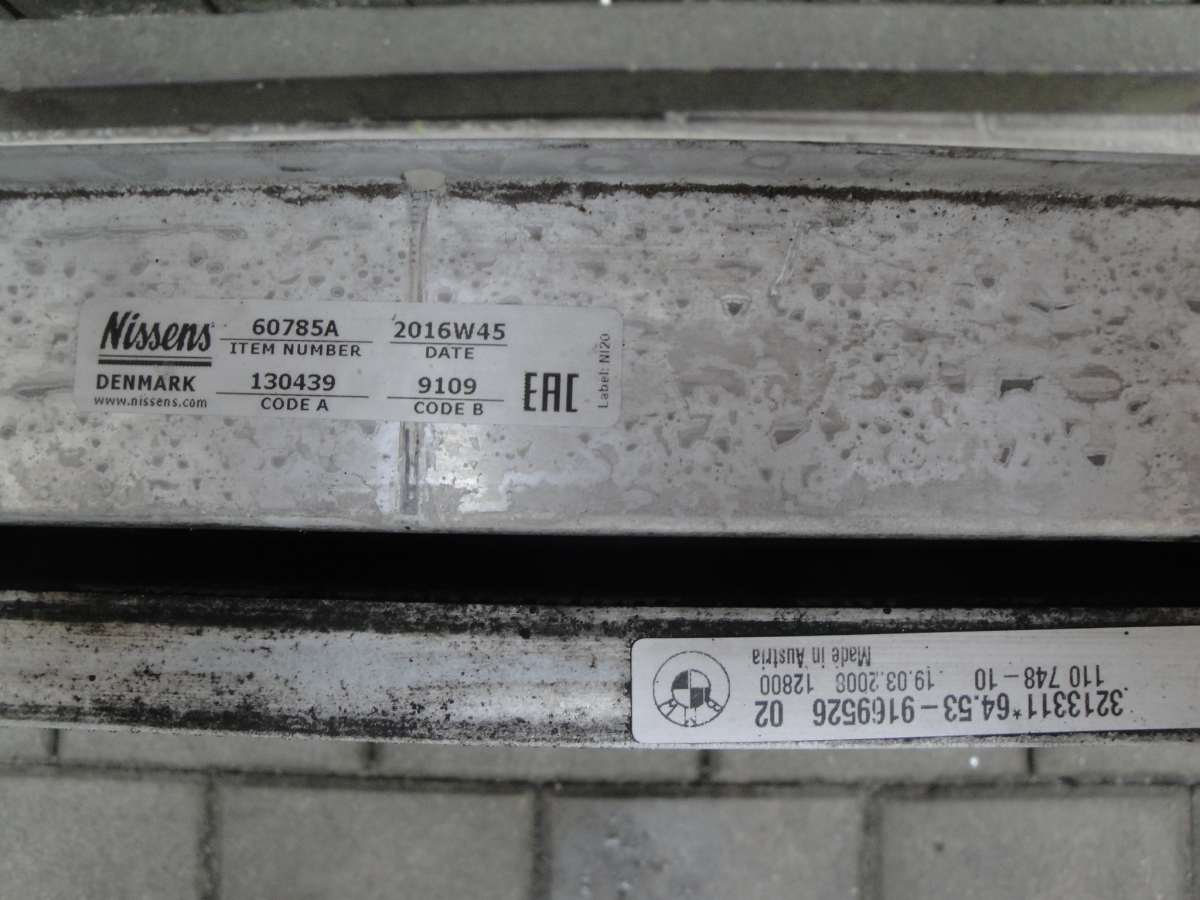 Nissens
DENMARK
www.nissens.com
60785A
ITEM NUMBER
2016W45
DATE
130439
CODE A
9109
CODE B
EAC
Label: NI20
3213311*64.53-9169526 02
110 748-10 19.03.2008 12800
Made in Austria